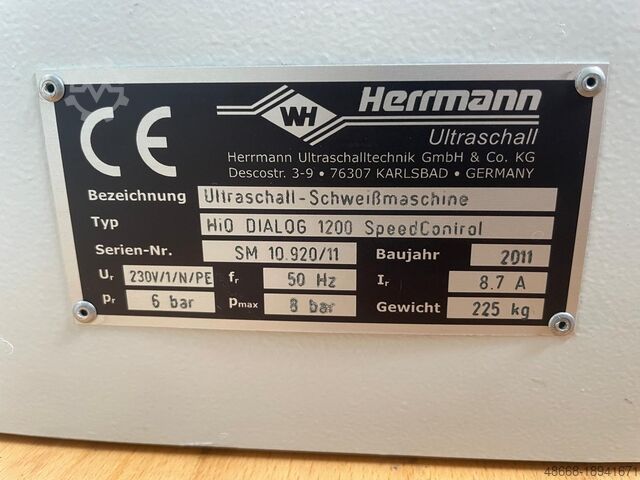 CE
WH
Herrmann
Ultraschall
Herrmann Ultraschalltechnik GmbH & Co. KG
Descostr. 3-9 • 76307 KARLSBAD • GERMANY
Bezeichnung Ultraschall-Schweißmaschine
Typ HiQ DIALOG 1200 SpeedControl
Serien-Nr. SM 10.920/11 Baujahr 2011
Ur 230V/1/N/PE fr 50 Hz Ir 8.7 A
pr 6 bar pmax 8 bar Gewicht 225 kg
48668-18941671